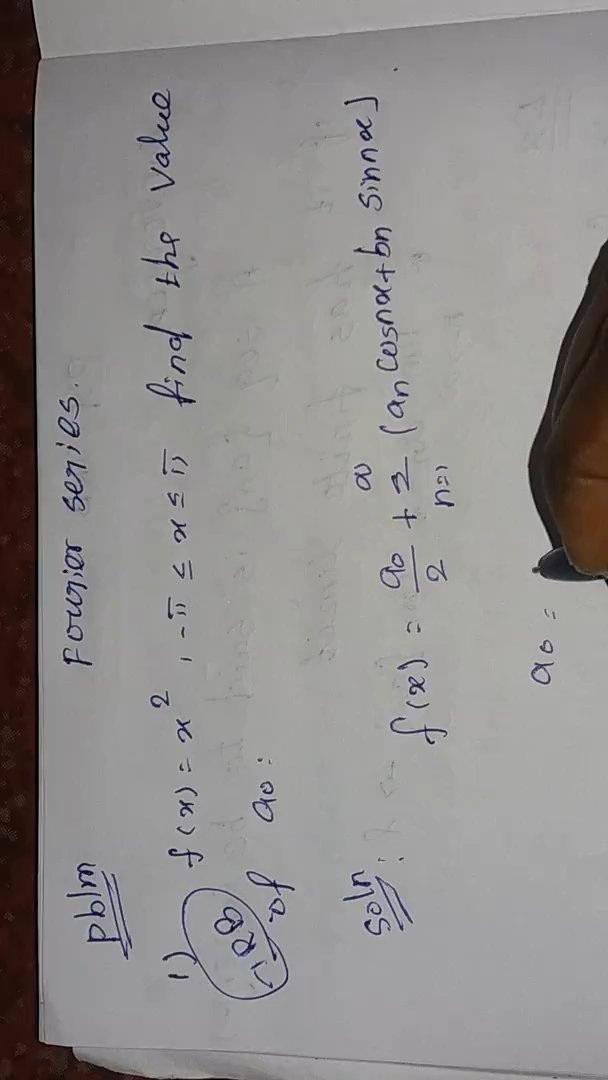 pblm Fourier series.
1) f(x) = x², -π ≤ x ≤ π find the value
of a₀:
soln: f(x) = a₀/2 + Σ n=1 ∞ (an cosnx + bn sinnx)
a₀ =